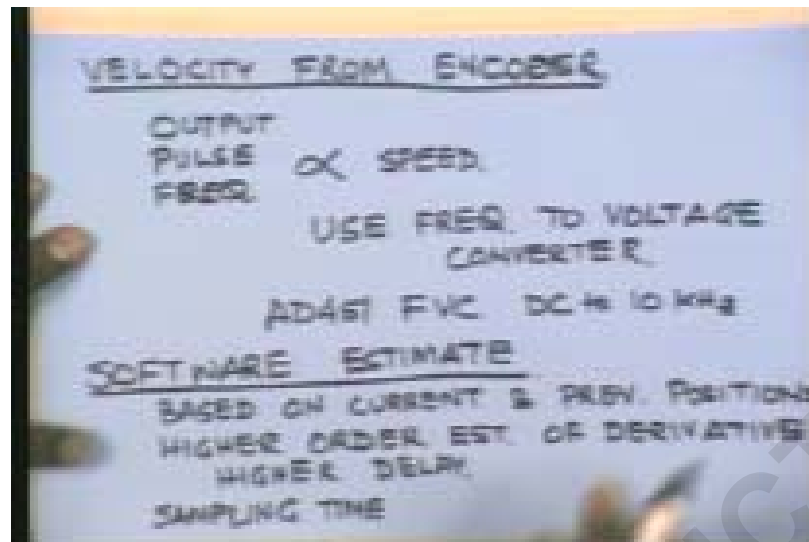 VELOCITY FROM ENCODER
OUTPUT
PULSE ∝ SPEED
FREQ.
USE FREQ. TO VOLTAGE
CONVERTER
AD451 FVC DC to 10 kHz
SOFTWARE ESTIMATE
BASED ON CURRENT & PREV. POSITIONS
HIGHER ORDER EST. OF DERIVATIVE
HIGHER DELAY
SAMPLING TIME